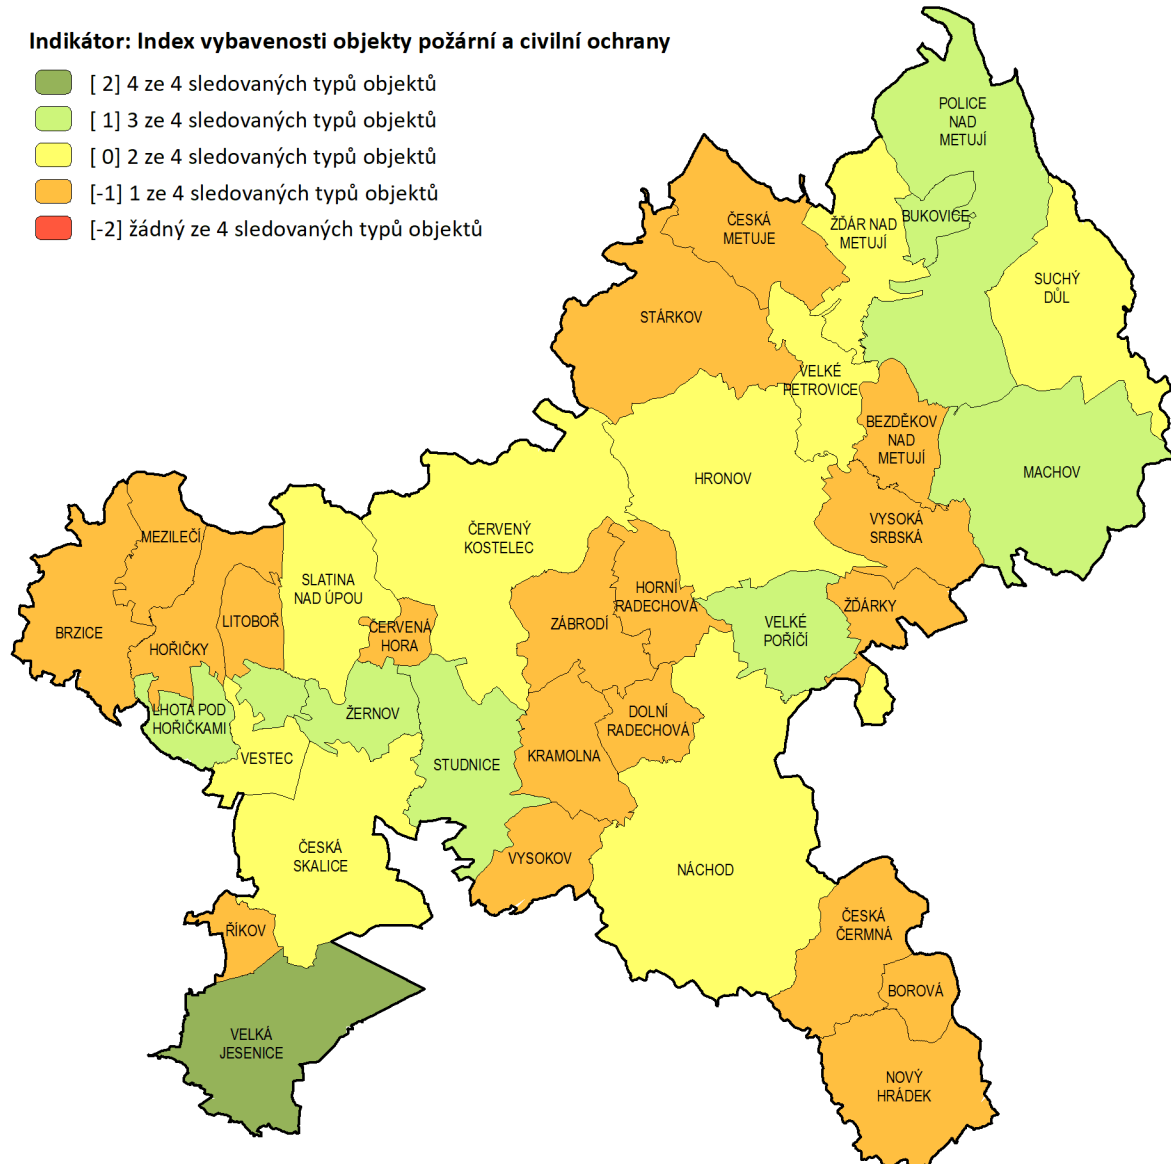 Indikátor: Index vybavenosti objekty požární a civilní ochrany
[ 2] 4 ze 4 sledovaných typů objektů
[ 1] 3 ze 4 sledovaných typů objektů
[ 0] 2 ze 4 sledovaných typů objektů
[-1] 1 ze 4 sledovaných typů objektů
[-2] žádný ze 4 sledovaných typů objektů
POLICE
NAD
METUJÍ
BUKOVICE
ČESKÁ
METUJE
ŽĎÁR NAD
METUJÍ
SUCHÝ
DŮL
STÁRKOV
VELKÉ
PETROVICE
BEZDĚKOV
NAD
METUJÍ
MACHOV
HRONOV
VYSOKÁ
SRBSKÁ
ČERVENÝ
KOSTELEC
MEZILEČÍ
SLATINA
NAD ÚPOU
HORNÍ
RADECHOVÁ
ŽĎÁRKY
LITOBOŘ
ZÁBRODÍ
VELKÉ
POŘÍČÍ
BRZICE
ČERVENÁ
HORA
HOŘIČKY
LHOTA POD
HOŘIČKAMI
ŽERNOV
DOLNÍ
RADECHOVÁ
VESTEC
STUDNICE
KRAMOLNA
ČESKÁ
SKALICE
VYSOKOV
NÁCHOD
ŘÍKOV
ČESKÁ
ČERMNÁ
BOROVÁ
VELKÁ
JESENICE
NOVÝ
HRÁDEK